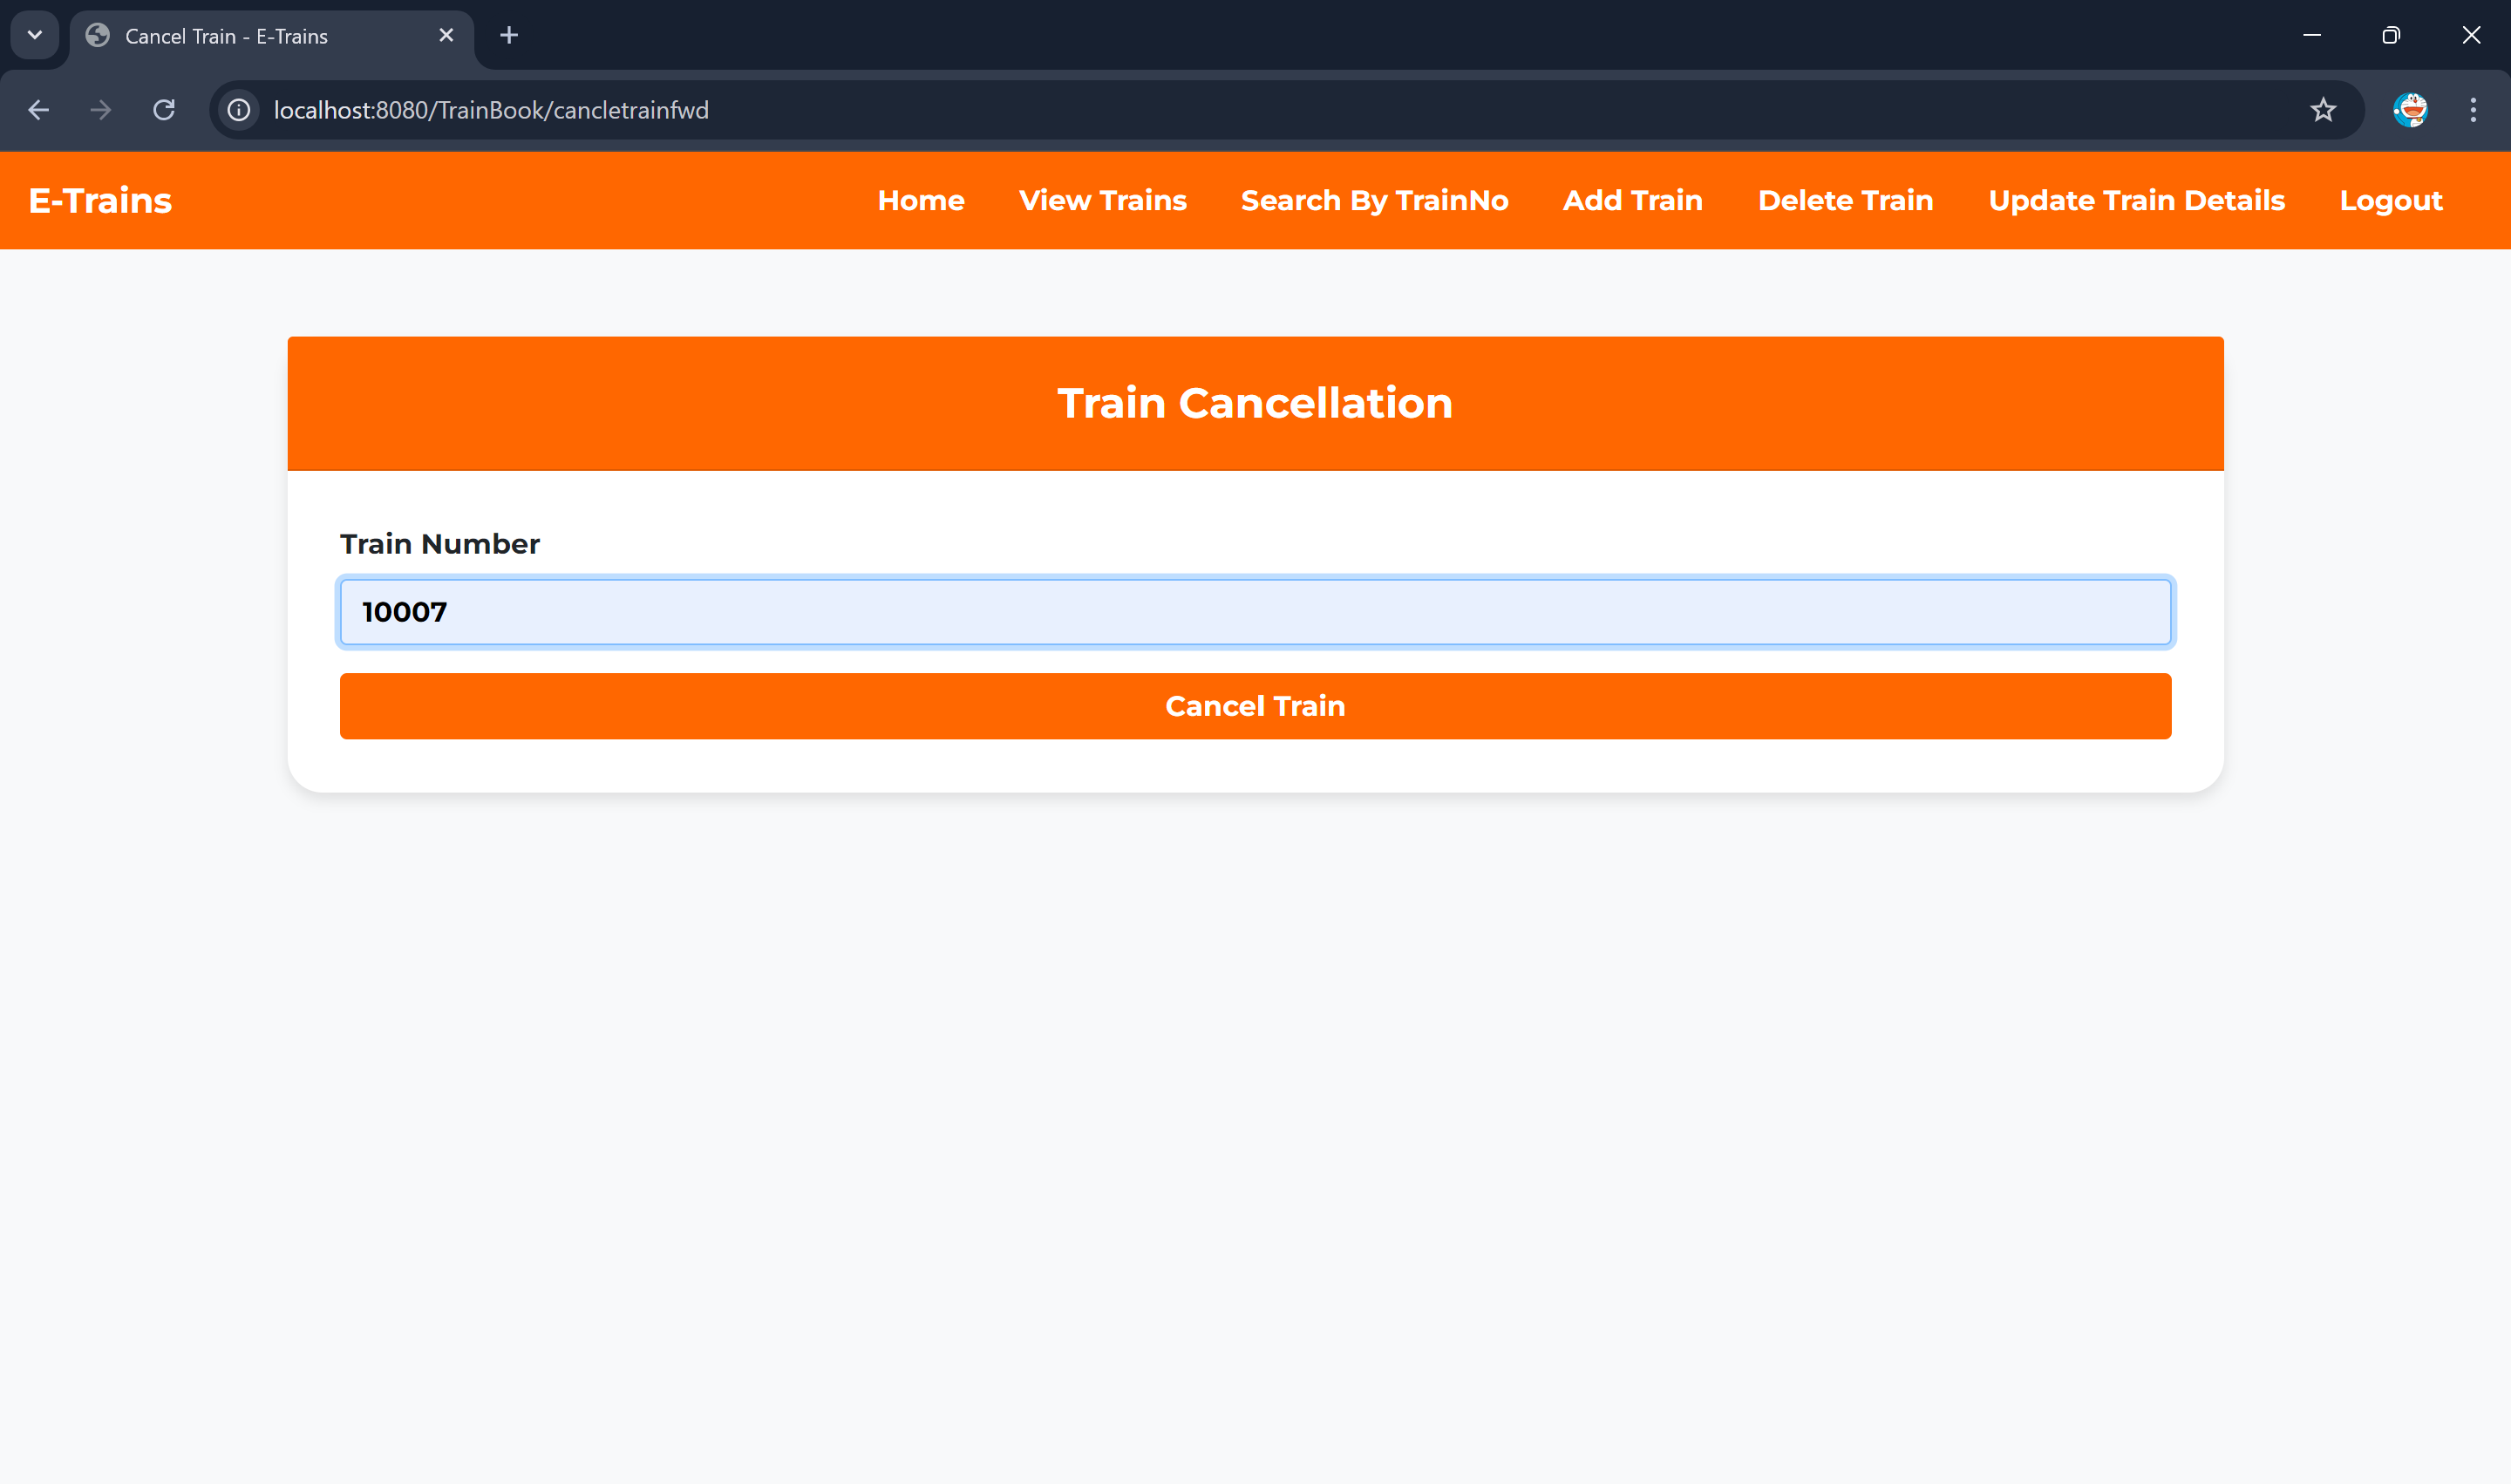 Cancel Train - E-Trains
localhost:8080/TrainBook/cancletrainfwd
E-Trains Home View Trains Search By TrainNo Add Train Delete Train Update Train Details Logout
Train Cancellation
Train Number
10007
Cancel Train